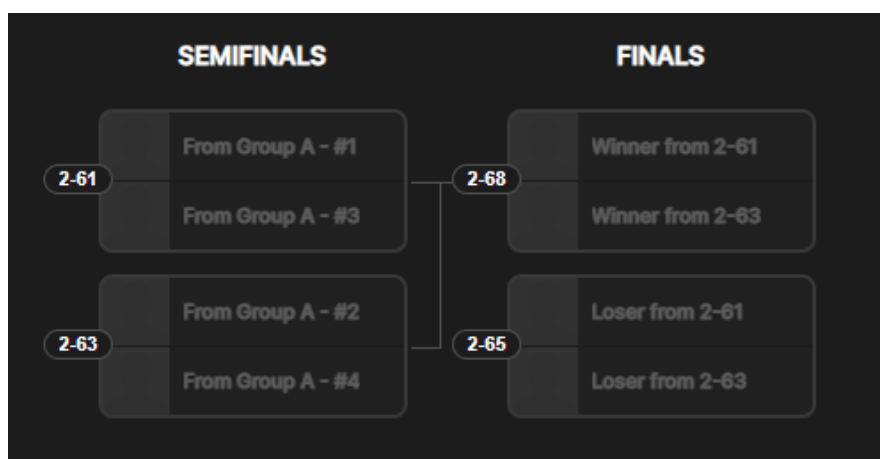 SEMIFINALS
FINALS
From Group A - #1
2-61
From Group A - #3
Winner from 2-61
2-68
Winner from 2-63
From Group A - #2
2-63
From Group A - #4
Loser from 2-61
2-65
Loser from 2-63